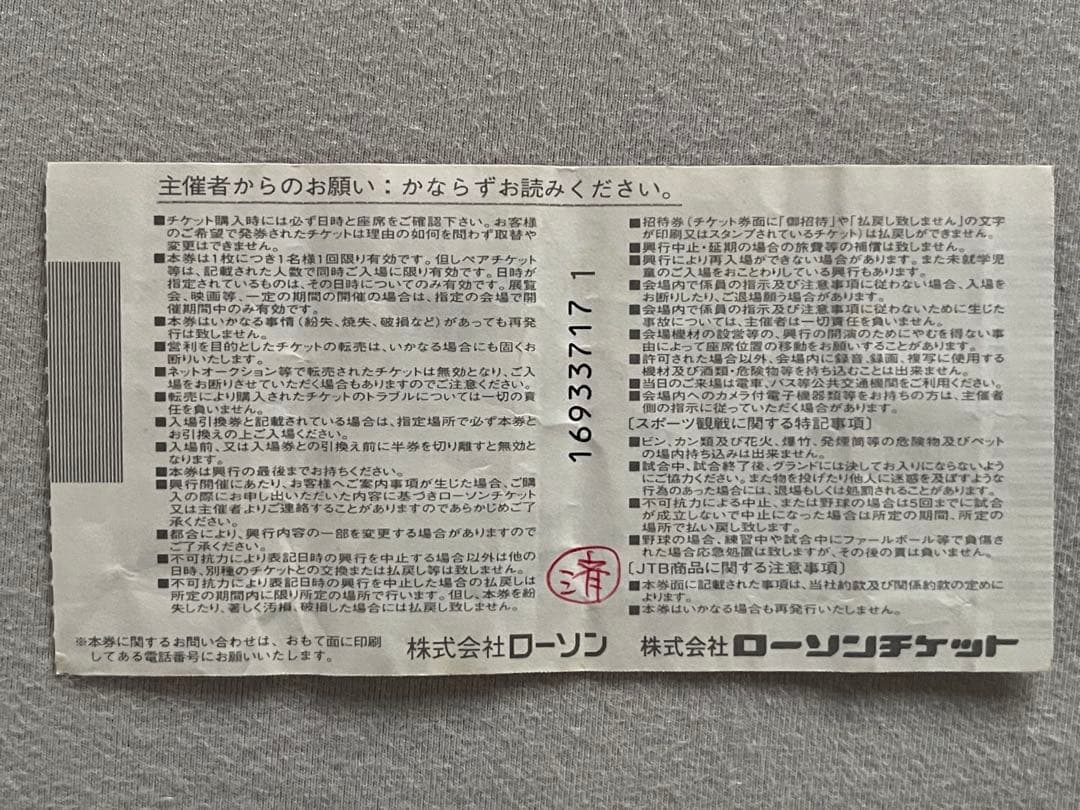 主催者からのお願い：かならずお読みください。
■チケット購入時には必ず日時と座席をご確認下さい。お客様
のご希望で発券されたチケットは理由の如何を問わず取替や
変更はできません。
■本券は1枚につき1名様1回限り有効です。但しペアチケット
等は、記載された人数で同時ご入場に限り有効です。日時が
指定されているものは、その日時についてのみ有効です。展覧
会、映画等、一定の期間の開催の場合は、指定の会場で開
催期間中のみ有効です。
■本券はいかなる事情(紛失、焼失、破損など)があっても再発
行は致しません。
■営利を目的としたチケットの転売は、いかなる場合にも固くお
断りいたします。
■ネットオークション等で転売されたチケットは無効となり、ご入
場をお断りさせていただく場合もありますのでご注意ください。
■転売により購入されたチケットのトラブルについては一切の責
任を負いません。
■入場引換券と記載されている場合は、指定場所で必ず本券と
お引換えの上ご入場ください。
■入場前、又は入場券との引換え前に半券を切り離すと無効と
なります。
■本券は興行の最後までお持ちください。
■興行開催にあたり、お客様へご案内事項が生じた場合、ご購
入の際にお申し出いただいた内容に基づきローソンチケット
又は主催者よりご連絡することがありますのであらかじめご了
承ください。
■都合により、興行内容の一部を変更する場合がありますので
ご了承ください。
■不可抗力により表記日時の興行を中止する場合以外は他の
日時、別種のチケットとの交換または払戻し等は致しません。
■不可抗力により表記日時の興行を中止した場合の払戻しは
所定の期間内に限り所定の場所で行います。但し、本券を紛
失したり、著しく汚損、破損した場合には払戻し致しません。
※本券に関するお問い合わせは、おもて面に印刷
してある電話番号にお願いいたします。
16933717 1
済
■招待券(チケット券面に「御招待」や「払戻し致しません」の文字
が印刷又はスタンプされているチケット)は払戻しができません。
■興行中止・延期の場合の旅費等の補償は致しません。
■興行により再入場ができない場合があります。また未就学児
童のご入場をおことわりしている興行もあります。
■会場内で係員の指示及び注意事項に従わない場合、入場を
お断りしたり、ご退場願う場合があります。
■会場内で係員の指示及び注意事項に従わないために生じた
事故については、主催者は一切責任を負いません。
■会場機材の設営等の、興行の開演のためにやむを得ない事
由によって座席位置の移動をお願いすることがあります。
■許可された場合以外、会場内に録音、録画、複写に使用する
機材及び酒類・危険物等を持ち込むことは出来ません。
■当日のご来場は電車、バス等公共交通機関をご利用ください。
■会場内へのカメラ付電子機器類等をお持ちの方は、主催者
側の指示に従っていただく場合があります。
〔スポーツ観戦に関する特記事項〕
■ビン、カン類及び花火、爆竹、発煙筒等の危険物及びペット
の場内持ち込みは出来ません。
■試合中、試合終了後、グランドには決してお入りにならないよう
にご協力ください。また物を投げたり他人に迷惑を及ぼすような
行為のあった場合には、退場もしくは処罰されることがあります。
■不可抗力による中止、または野球の場合は5回までに試合
が成立しないで中止になった場合は所定の期間、所定の
場所で払い戻し致します。
■野球の場合、練習中や試合中にファールボール等で負傷さ
れた場合応急処置は致しますが、その後の責は負いません。
〔JTB商品に関する注意事項〕
■本券面に記載された事項は、当社約款及び関係約款の定めに
よります。
■本券はいかなる場合も再発行いたしません。
株式会社ローソン 株式会社ローソンチケット